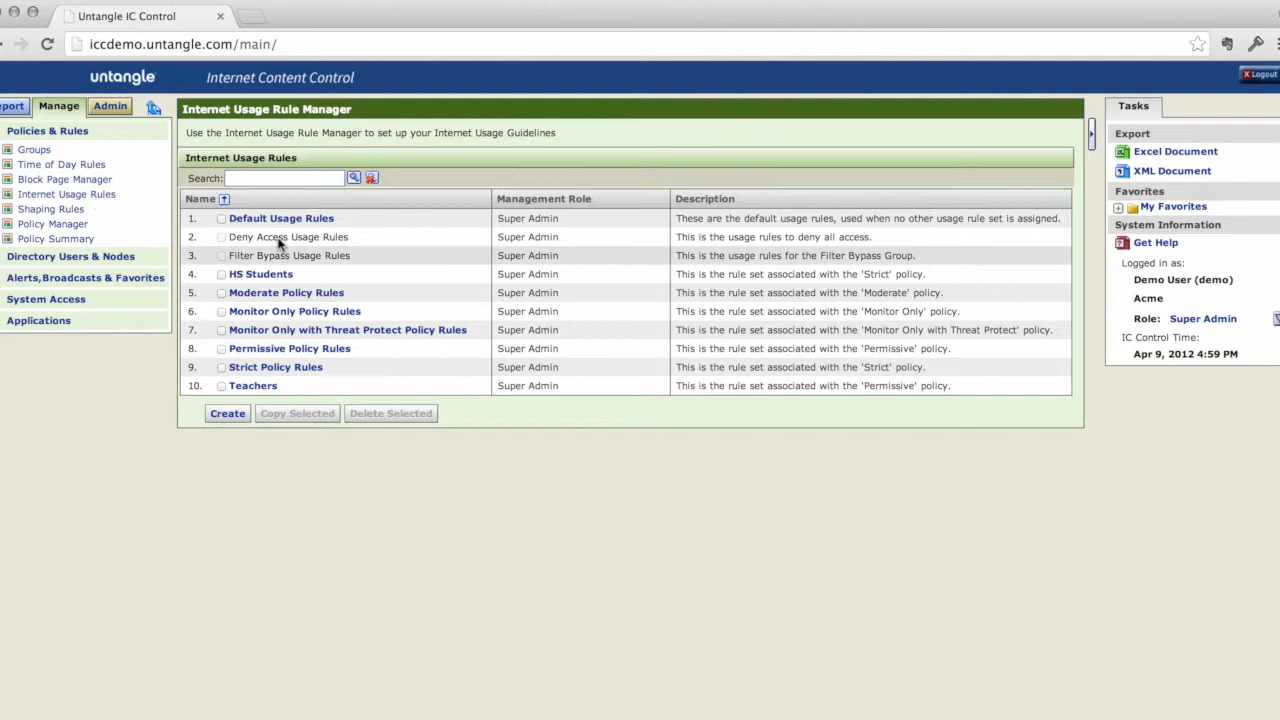 Untangle IC Control
iccdemo.untangle.com/main/
untangle Internet Content Control
X Logout
eport Manage Admin
Policies & Rules
Groups
Time of Day Rules
Block Page Manager
Internet Usage Rules
Shaping Rules
Policy Manager
Policy Summary
Directory Users & Nodes
Alerts,Broadcasts & Favorites
System Access
Applications
Internet Usage Rule Manager
Use the Internet Usage Rule Manager to set up your Internet Usage Guidelines
Internet Usage Rules
Search:
Name Management Role Description
1. Default Usage Rules Super Admin These are the default usage rules, used when no other usage rule set is assigned.
2. Deny Access Usage Rules Super Admin This is the usage rules to deny all access.
3. Filter Bypass Usage Rules Super Admin This is the usage rules for the Filter Bypass Group.
4. HS Students Super Admin This is the rule set associated with the 'Strict' policy.
5. Moderate Policy Rules Super Admin This is the rule set associated with the 'Moderate' policy.
6. Monitor Only Policy Rules Super Admin This is the rule set associated with the 'Monitor Only' policy.
7. Monitor Only with Threat Protect Policy Rules Super Admin This is the rule set associated with the 'Monitor Only with Threat Protect' policy.
8. Permissive Policy Rules Super Admin This is the rule set associated with the 'Permissive' policy.
9. Strict Policy Rules Super Admin This is the rule set associated with the 'Strict' policy.
10. Teachers Super Admin This is the rule set associated with the 'Permissive' policy.
Create Copy Selected Delete Selected
Tasks
Export
Excel Document
XML Document
Favorites
My Favorites
System Information
Get Help
Logged in as:
Demo User (demo)
Acme
Role: Super Admin
IC Control Time:
Apr 9, 2012 4:59 PM